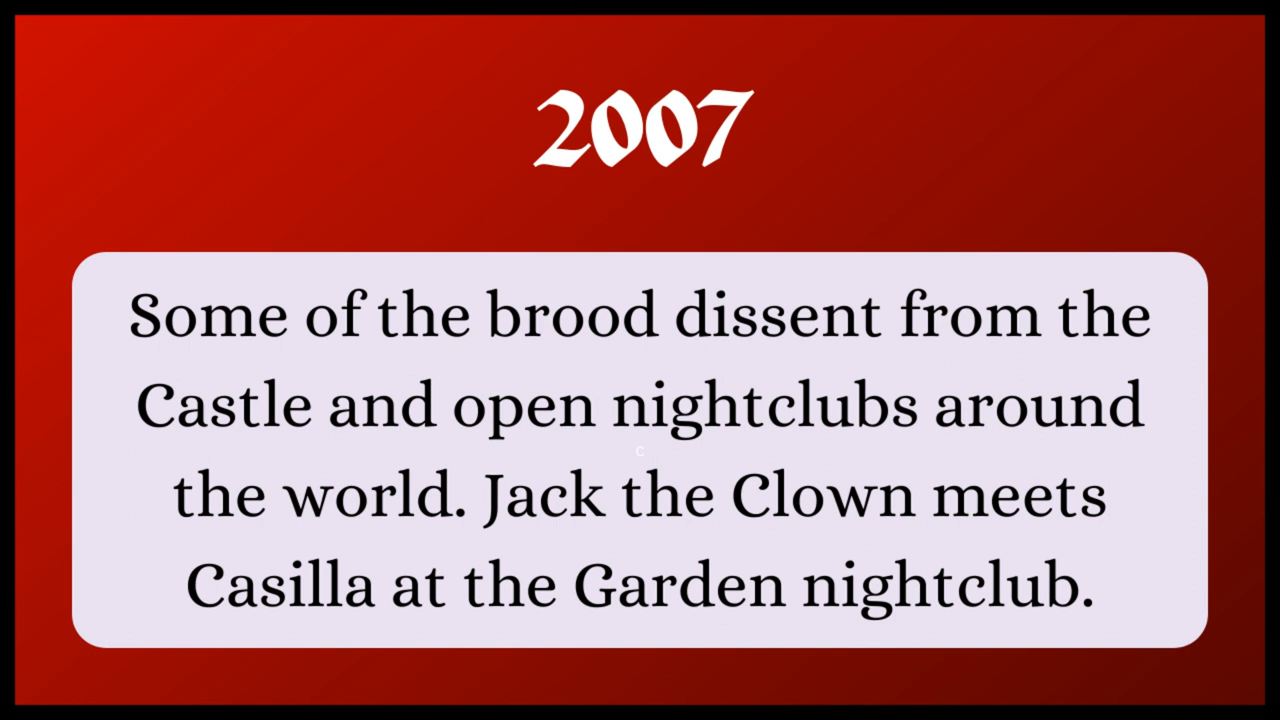 2007
Some of the brood dissent from the
Castle and open nightclubs around
the world. Jack the Clown meets
Casilla at the Garden nightclub.
C